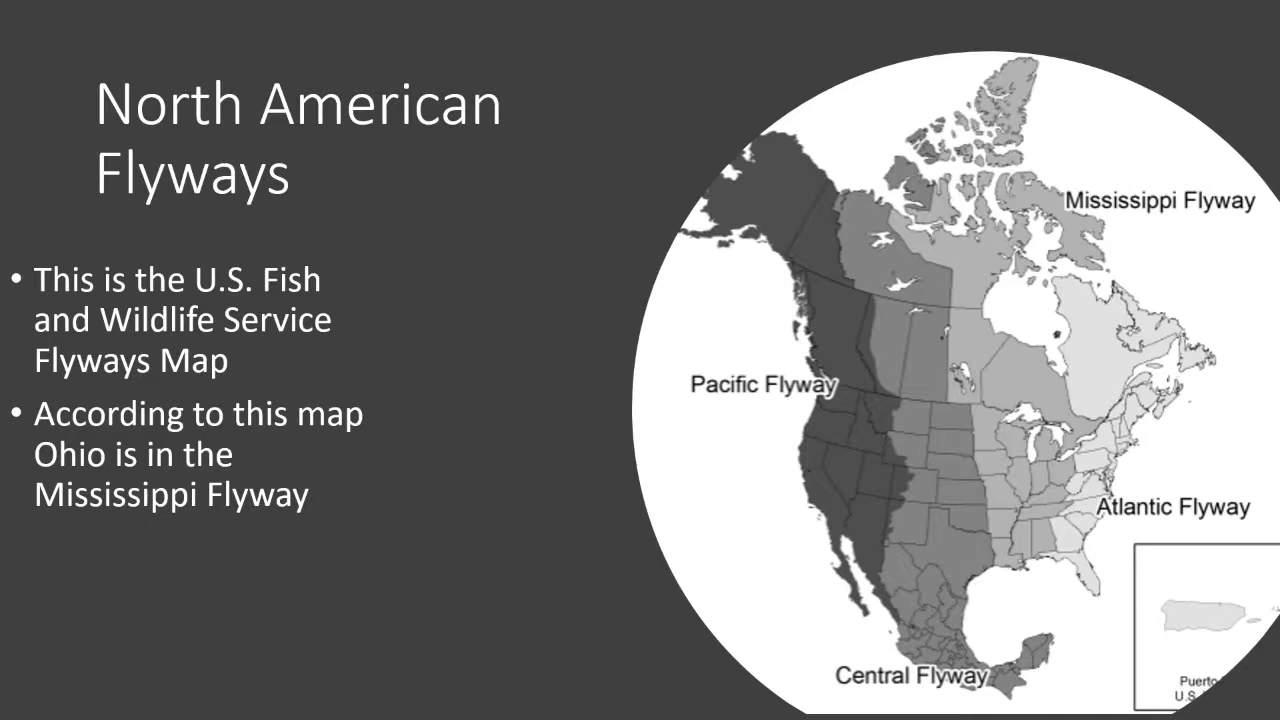 North American
Flyways
• This is the U.S. Fish
and Wildlife Service
Flyways Map
• According to this map
Ohio is in the
Mississippi Flyway
Mississippi Flyway
Pacific Flyway
Atlantic Flyway
Central Flyway
Puerto
U.S.